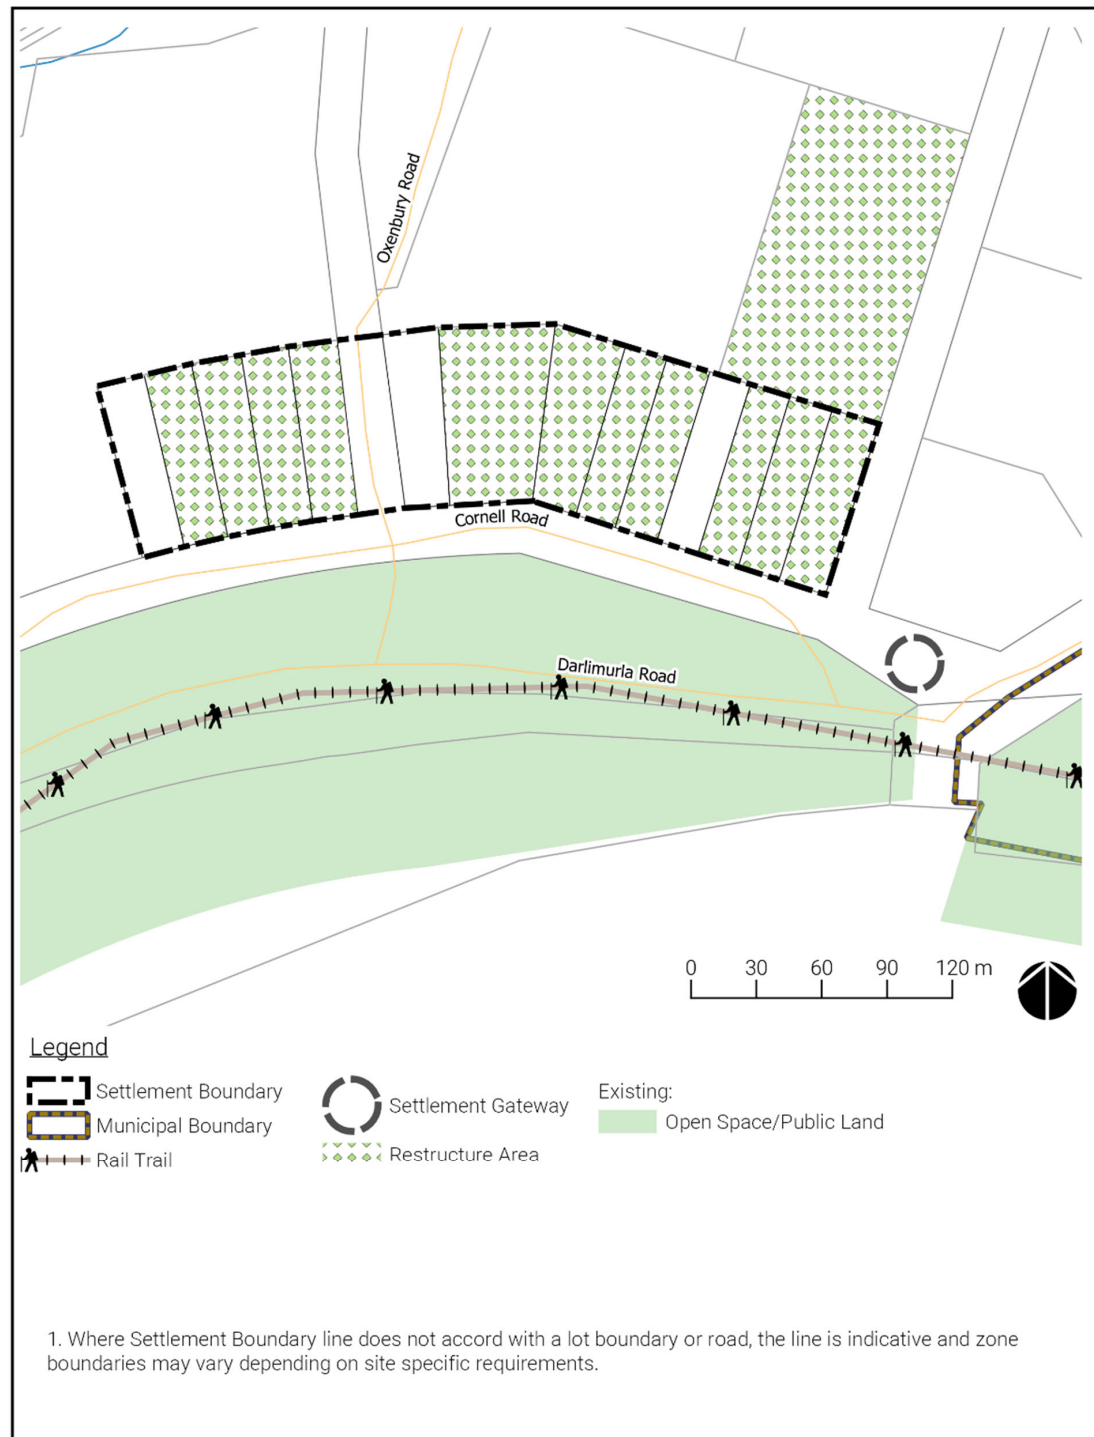 Oxenbury Road
Cornell Road
Darlimurla Road
0 30 60 90 120 m
Legend
Settlement Boundary
Municipal Boundary
Rail Trail
Settlement Gateway
Restructure Area
Existing:
Open Space/Public Land
1. Where Settlement Boundary line does not accord with a lot boundary or road, the line is indicative and zone
boundaries may vary depending on site specific requirements.